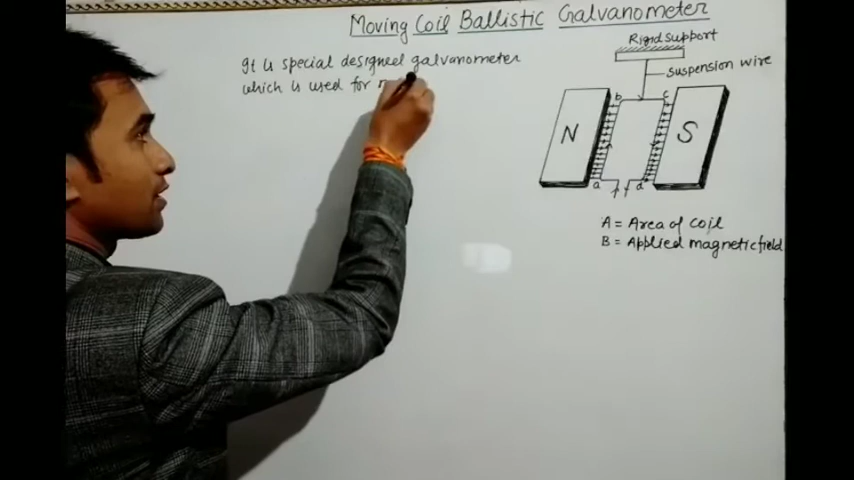 Moving Coil Ballistic Galvanometer
It is special designed galvanometer
which is used for
Rigid support
suspension wire
b
c
N
S
a
d
A = Area of coil
B = Applied magnetic field